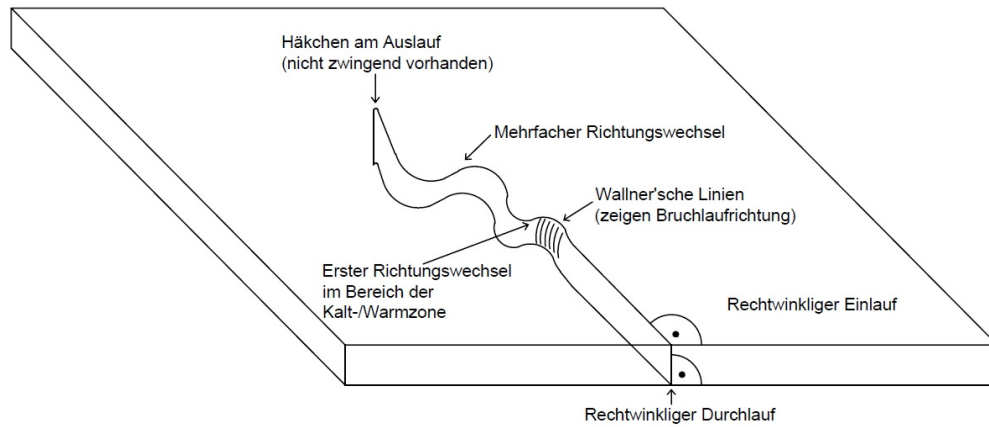 Häkchen am Auslauf
(nicht zwingend vorhanden)
Mehrfacher Richtungswechsel
Wallner'sche Linien
(zeigen Bruchlaufrichtung)
Erster Richtungswechsel
im Bereich der
Kalt-/Warmzone
Rechtwinkliger Einlauf
Rechtwinkliger Durchlauf